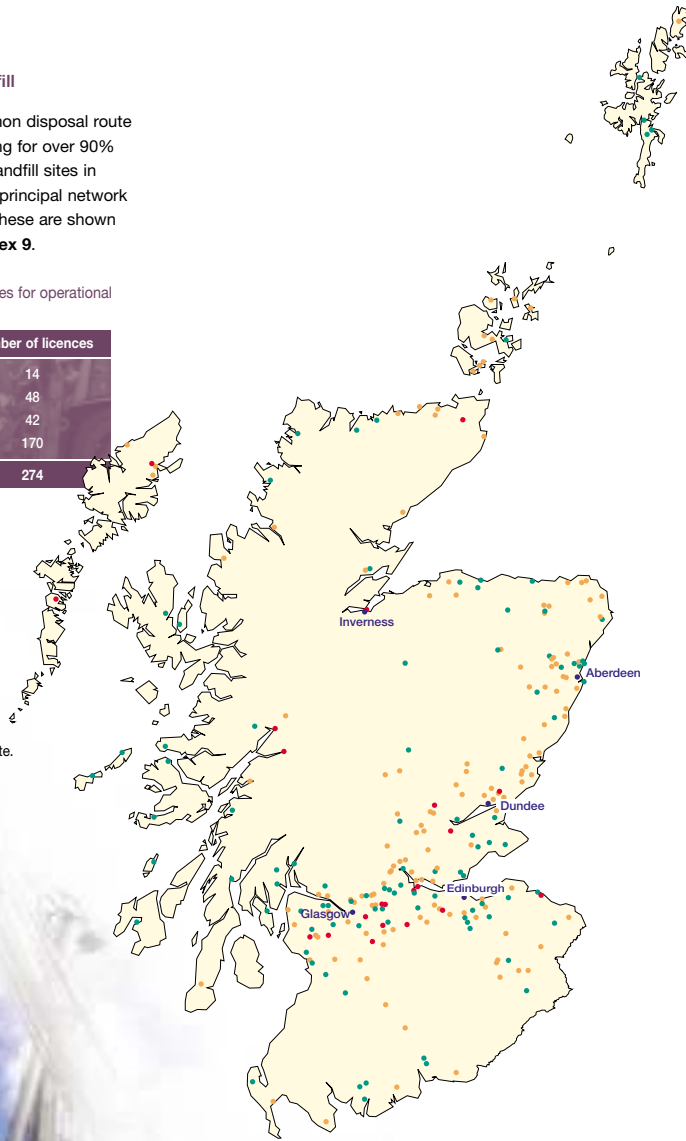 fill
non disposal route
ng for over 90%
andfill sites in
principal network
hese are shown
ex 9.
es for operational
ber of licences
14
48
42
170
274
Inverness
Aberdeen
te.
Dundee
Edinburgh
Glasgow